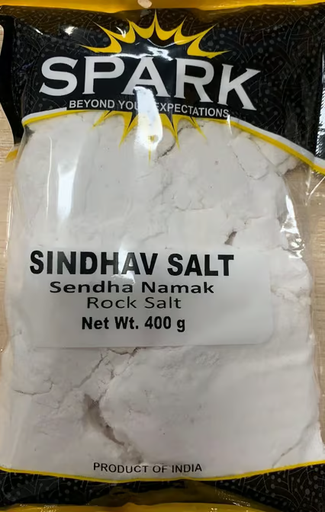 SPARK
BEYOND YOUR EXPECTATIONS
SINDHAV SALT
Sendha Namak
Rock Salt
Net Wt. 400 g
PRODUCT OF INDIA